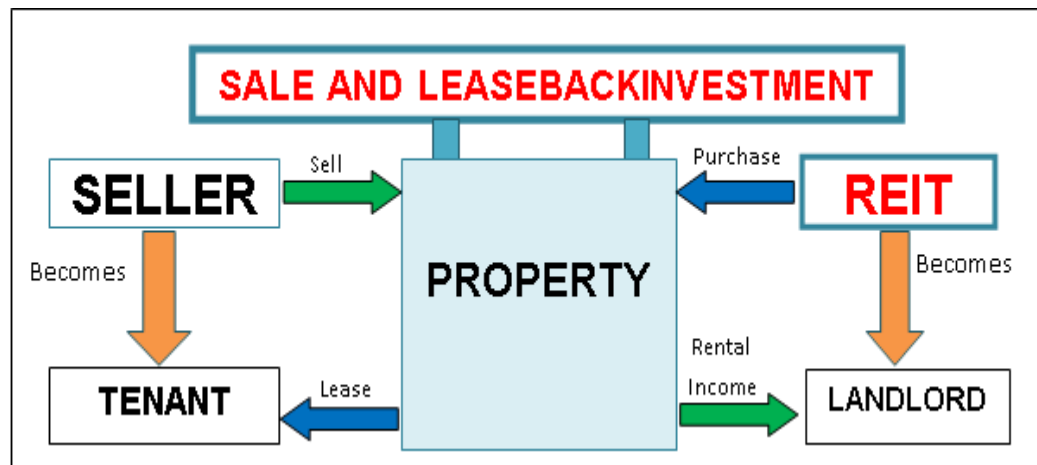 SALE AND LEASEBACKINVESTMENT
SELLER
Sell
Purchase
REIT
Becomes
PROPERTY
Becomes
TENANT
Lease
Rental
Income
LANDLORD